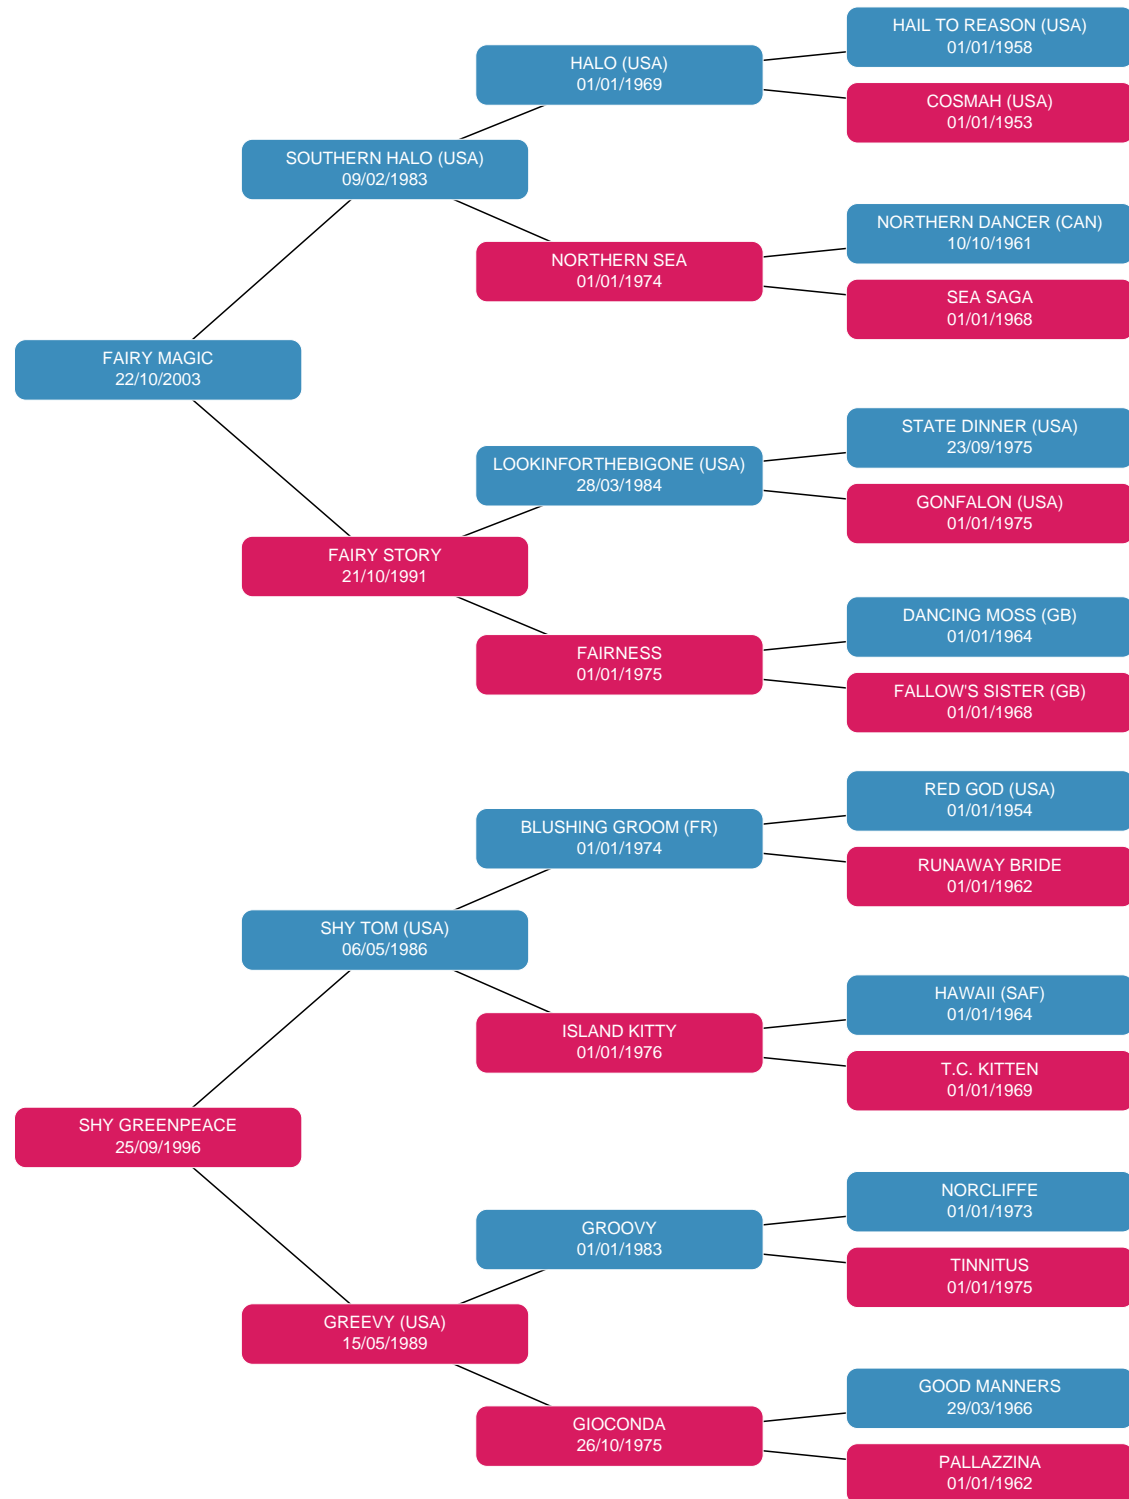 HAIL TO REASON (USA)
01/01/1958
HALO (USA)
01/01/1969
COSMAH (USA)
01/01/1953
SOUTHERN HALO (USA)
09/02/1983
NORTHERN DANCER (CAN)
10/10/1961
NORTHERN SEA
01/01/1974
SEA SAGA
01/01/1968
FAIRY MAGIC
22/10/2003
STATE DINNER (USA)
23/09/1975
LOOKINFORTHEBIGONE (USA)
28/03/1984
GONFALON (USA)
01/01/1975
FAIRY STORY
21/10/1991
DANCING MOSS (GB)
01/01/1964
FAIRNESS
01/01/1975
FALLOW'S SISTER (GB)
01/01/1968
RED GOD (USA)
01/01/1954
BLUSHING GROOM (FR)
01/01/1974
RUNAWAY BRIDE
01/01/1962
SHY TOM (USA)
06/05/1986
HAWAII (SAF)
01/01/1964
ISLAND KITTY
01/01/1976
T.C. KITTEN
01/01/1969
SHY GREENPEACE
25/09/1996
NORCLIFFE
01/01/1973
GROOVY
01/01/1983
TINNITUS
01/01/1975
GREEVY (USA)
15/05/1989
GOOD MANNERS
29/03/1966
GIOCONDA
26/10/1975
PALLAZZINA
01/01/1962